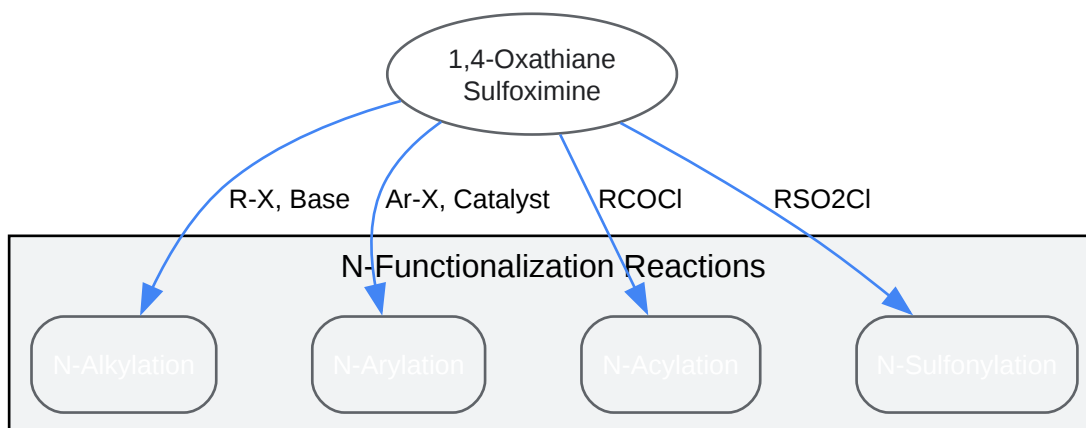 1,4-Oxathiane
Sulfoximine
R-X, Base
Ar-X, Catalyst
RCOCl
RSO2Cl
N-Functionalization Reactions
N-Alkylation
N-Arylation
N-Acylation
N-Sulfonylation